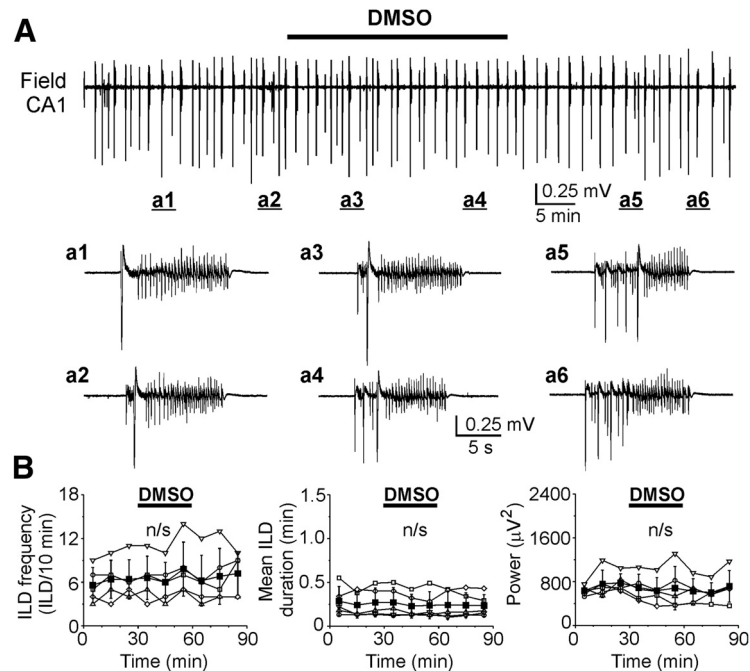 A
DMSO
Field
CA1
0.25 mV
5 min
a1
a2
a3
a4
a5
a6
a1
a3
a5
a2
a4
a6
0.25 mV
5 s
B
DMSO
DMSO
DMSO
n/s
n/s
n/s
ILD frequency
(ILD/10 min)
18
12
6
0
0
30
60
90
Time (min)
Mean ILD
duration (min)
1.5
1.0
0.5
0
0
30
60
90
Time (min)
Power (μV²)
2400
1800
1200
600
0
0
30
60
90
Time (min)